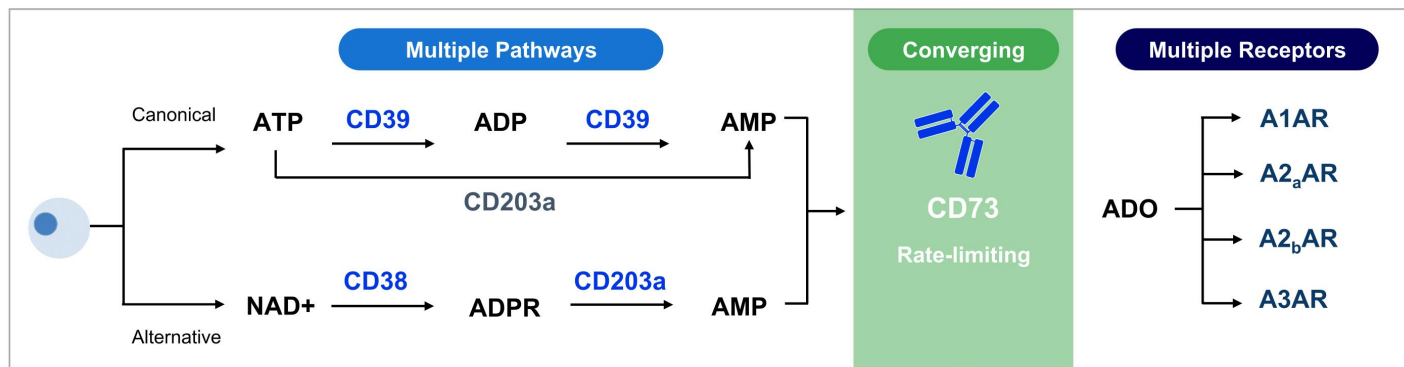 Multiple Pathways
Converging
Multiple Receptors
Canonical
ATP
CD39
ADP
CD39
AMP
CD203a
NAD+
CD38
ADPR
CD203a
AMP
Alternative
CD73
Rate-limiting
ADO
A1AR
A2aAR
A2bAR
A3AR